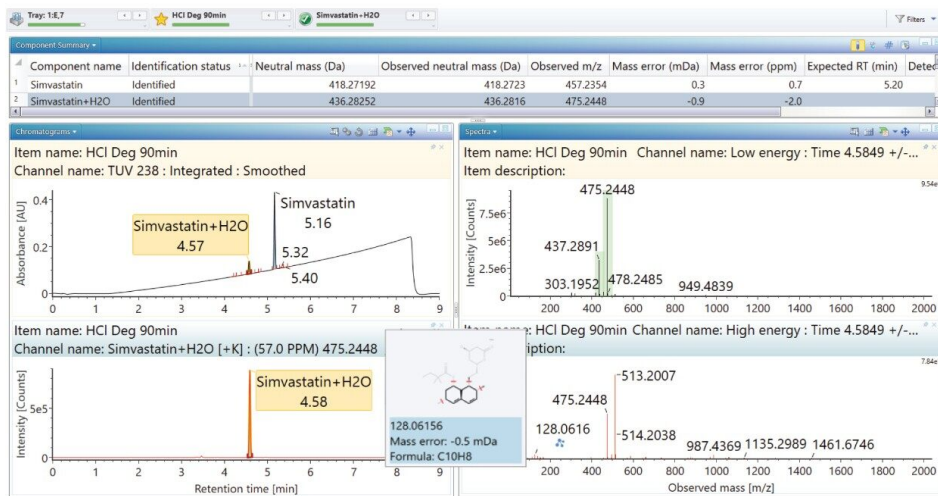 Tray: 1:E,7
HCl Deg 90min
Simvastatin+H2O
Filters
Component Summary
Component name Identification status Neutral mass (Da) Observed neutral mass (Da) Observed m/z Mass error (mDa) Mass error (ppm) Expected RT (min) Detec
1 Simvastatin Identified 418.27192 418.2723 457.2354 0.3 0.7 5.20
2 Simvastatin+H2O Identified 436.28252 436.2816 475.2448 -0.9 -2.0
Chromatograms
Item name: HCl Deg 90min
Channel name: TUV 238 : Integrated : Smoothed
Absorbance [AU]
0.4
0.2
0
Simvastatin+H2O
4.57
Simvastatin
5.16
5.32
5.40
0 1 2 3 4 5 6 7 8 9
Item name: HCl Deg 90min
Channel name: Simvastatin+H2O [+K] : (57.0 PPM) 475.2448
Intensity [Counts]
5e5
0
Simvastatin+H2O
4.58
0 1 2 3 4 5 6 7 8 9
Retention time [min]
Spectra
Item name: HCl Deg 90min Channel name: Low energy : Time 4.5849 +/-...
Item description:
9.54e
Intensity [Counts]
7.5e6
5e6
2.5e6
0
475.2448
437.2891
303.1952
478.2485
949.4839
200 400 600 800 1000 1200 1400 1600 1800 2000
HCl Deg 90min Channel name: High energy : Time 4.5849 +/-...
ription:
7.84e
513.2007
475.2448
514.2038
128.0616
987.4369
1135.2989
1461.6746
200 400 600 800 1000 1200 1400 1600 1800 2000
Observed mass [m/z]
128.06156
Mass error: -0.5 mDa
Formula: C10H8